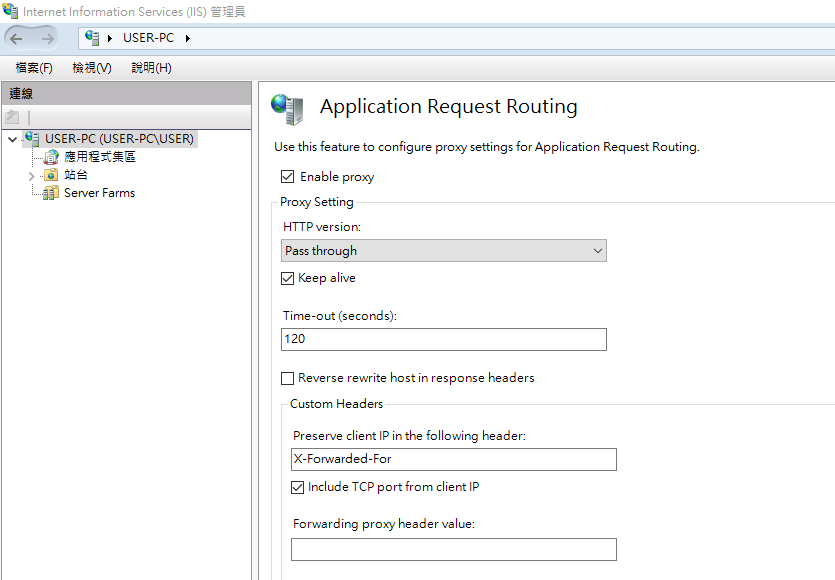 Internet Information Services (IIS) 管理員
USER-PC
檔案(F) 檢視(V) 說明(H)
連線
USER-PC (USER-PC\USER)
應用程式集區
站台
Server Farms
Application Request Routing
Use this feature to configure proxy settings for Application Request Routing.
Enable proxy
Proxy Setting
HTTP version:
Pass through
Keep alive
Time-out (seconds):
120
Reverse rewrite host in response headers
Custom Headers
Preserve client IP in the following header:
X-Forwarded-For
Include TCP port from client IP
Forwarding proxy header value: